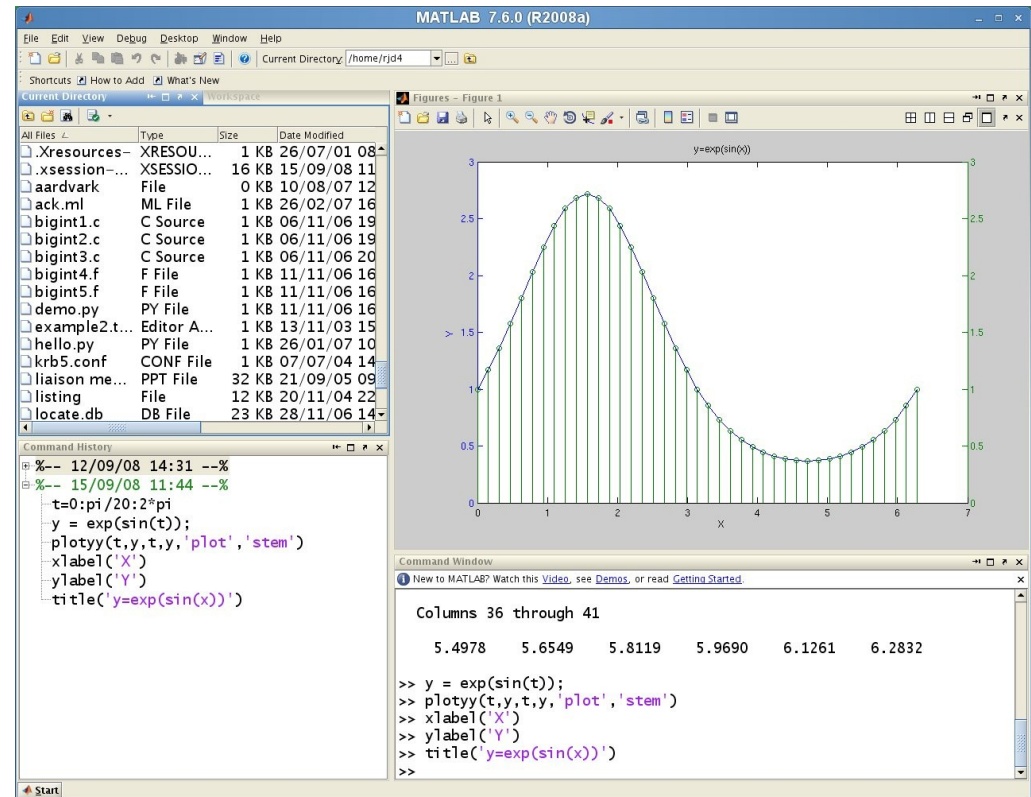 MATLAB 7.6.0 (R2008a)
File Edit View Debug Desktop Window Help
Current Directory: /home/rjd4
Shortcuts How to Add What's New
Current Directory Workspace
All Files Type Size Date Modified
.Xresources- XRESOU... 1 KB 26/07/01 08
.xsession-... XSESSIO... 16 KB 15/09/08 11
aardvark File 0 KB 10/08/07 12
ack.ml ML File 1 KB 26/02/07 16
bigint1.c C Source 1 KB 06/11/06 19
bigint2.c C Source 1 KB 06/11/06 19
bigint3.c C Source 1 KB 06/11/06 20
bigint4.f F File 1 KB 11/11/06 16
bigint5.f F File 1 KB 11/11/06 16
demo.py PY File 1 KB 11/11/06 16
example2.t... Editor A... 1 KB 13/11/03 15
hello.py PY File 1 KB 26/01/07 10
krb5.conf CONF File 1 KB 07/07/04 14
liaison me... PPT File 32 KB 21/09/05 09
listing File 12 KB 20/11/04 22
locate.db DB File 23 KB 28/11/06 14
Command History
%-- 12/09/08 14:31 --%
%-- 15/09/08 11:44 --%
t=0:pi/20:2*pi
y = exp(sin(t));
plotyy(t,y,t,y,'plot','stem')
xlabel('X')
ylabel('Y')
title('y=exp(sin(x))')
Figures - Figure 1
y=exp(sin(x))
3 3
2.5 2.5
2 2
Y 1.5 1.5
1 1
0.5 0.5
0 0
0 1 2 3 4 5 6 7
X
Command Window
New to MATLAB? Watch this Video, see Demos, or read Getting Started.
Columns 36 through 41
5.4978 5.6549 5.8119 5.9690 6.1261 6.2832
>> y = exp(sin(t));
>> plotyy(t,y,t,y,'plot','stem')
>> xlabel('X')
>> ylabel('Y')
>> title('y=exp(sin(x))')
>>
Start